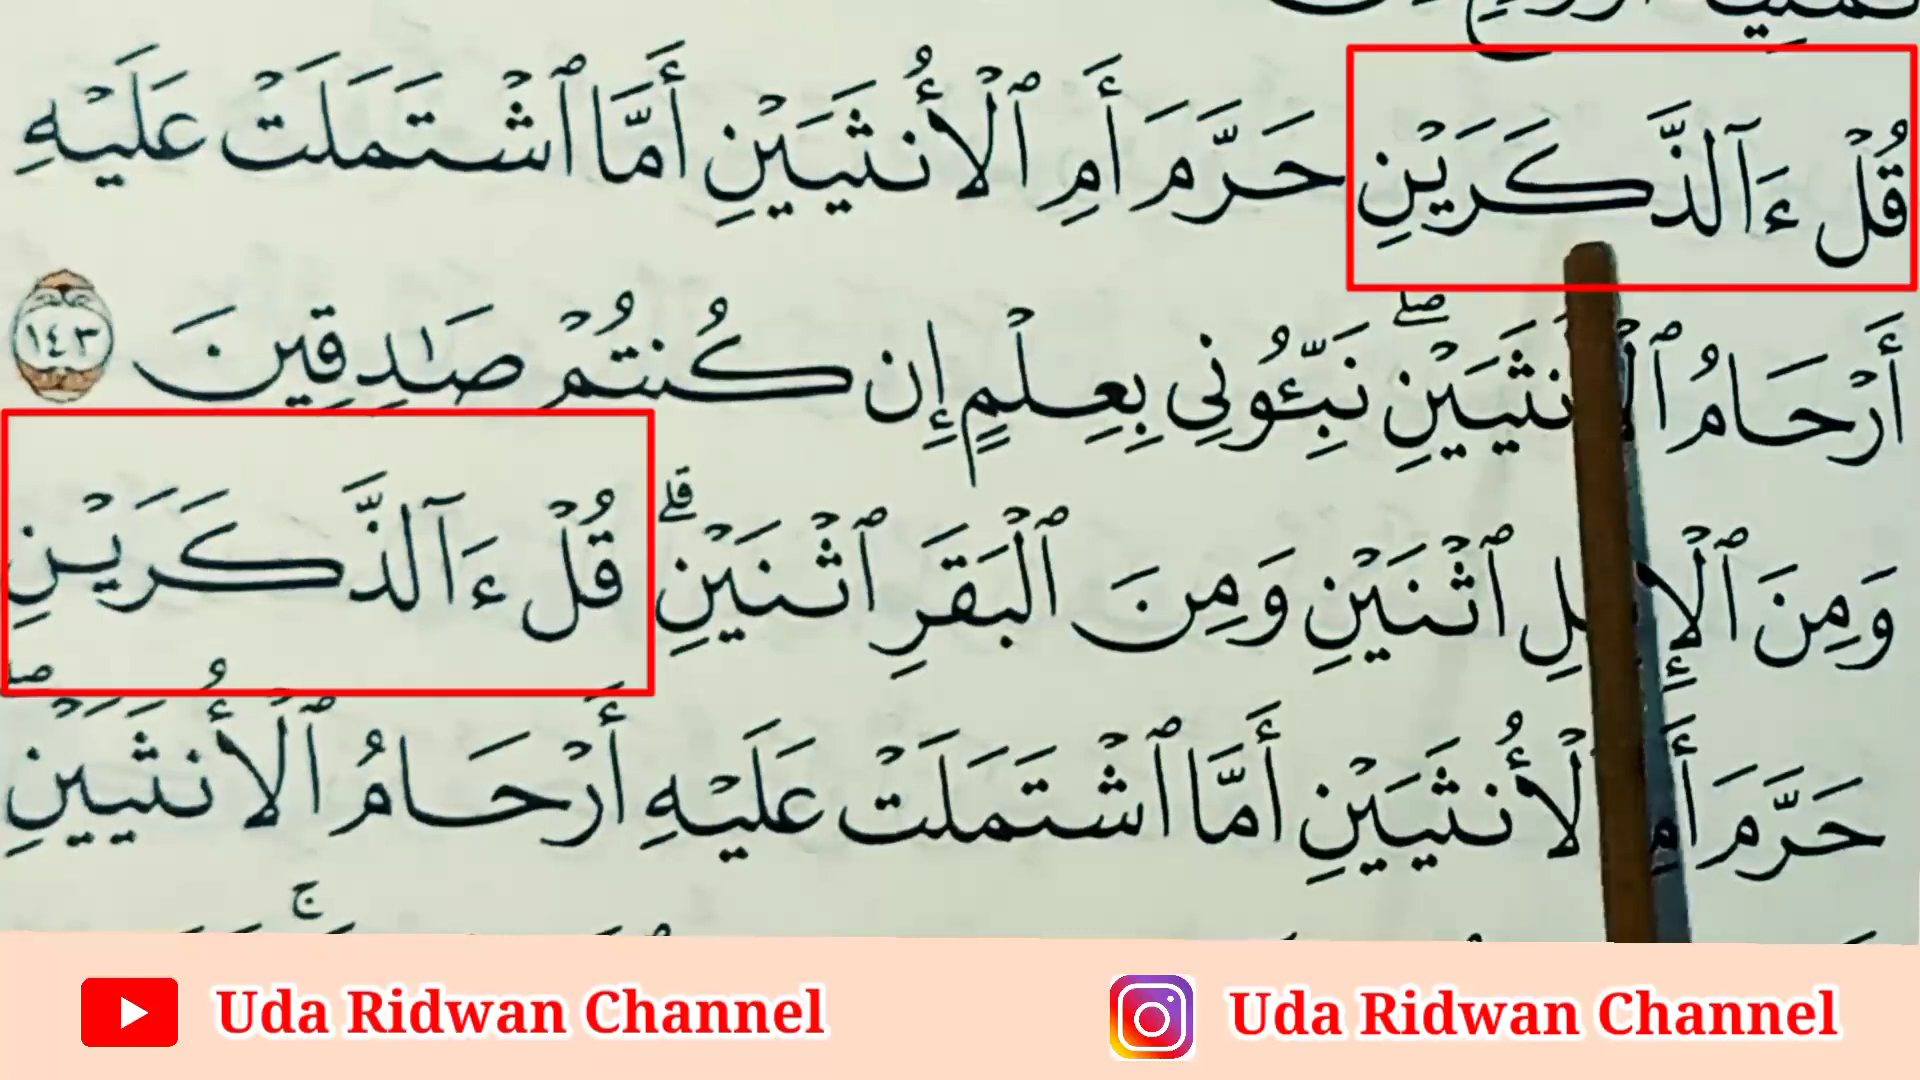 قُلْ ءَآلذَّكَرَيْنِ حَرَّمَ أَمِ ٱلْأُنثَيَيْنِ أَمَّا ٱشْتَمَلَتْ عَلَيْهِ
أَرْحَامُ ٱلْأُنثَيَيْنِ ۖ نَبِّـُٔونِى بِعِلْمٍ إِن كُنتُمْ صَـٰدِقِينَ ١٤٣
وَمِنَ ٱلْإِبِلِ ٱثْنَيْنِ وَمِنَ ٱلْبَقَرِ ٱثْنَيْنِ ۗ قُلْ ءَآلذَّكَرَيْنِ
حَرَّمَ أَمِ ٱلْأُنثَيَيْنِ أَمَّا ٱشْتَمَلَتْ عَلَيْهِ أَرْحَامُ ٱلْأُنثَيَيْنِ ۖ
Uda Ridwan Channel
Uda Ridwan Channel